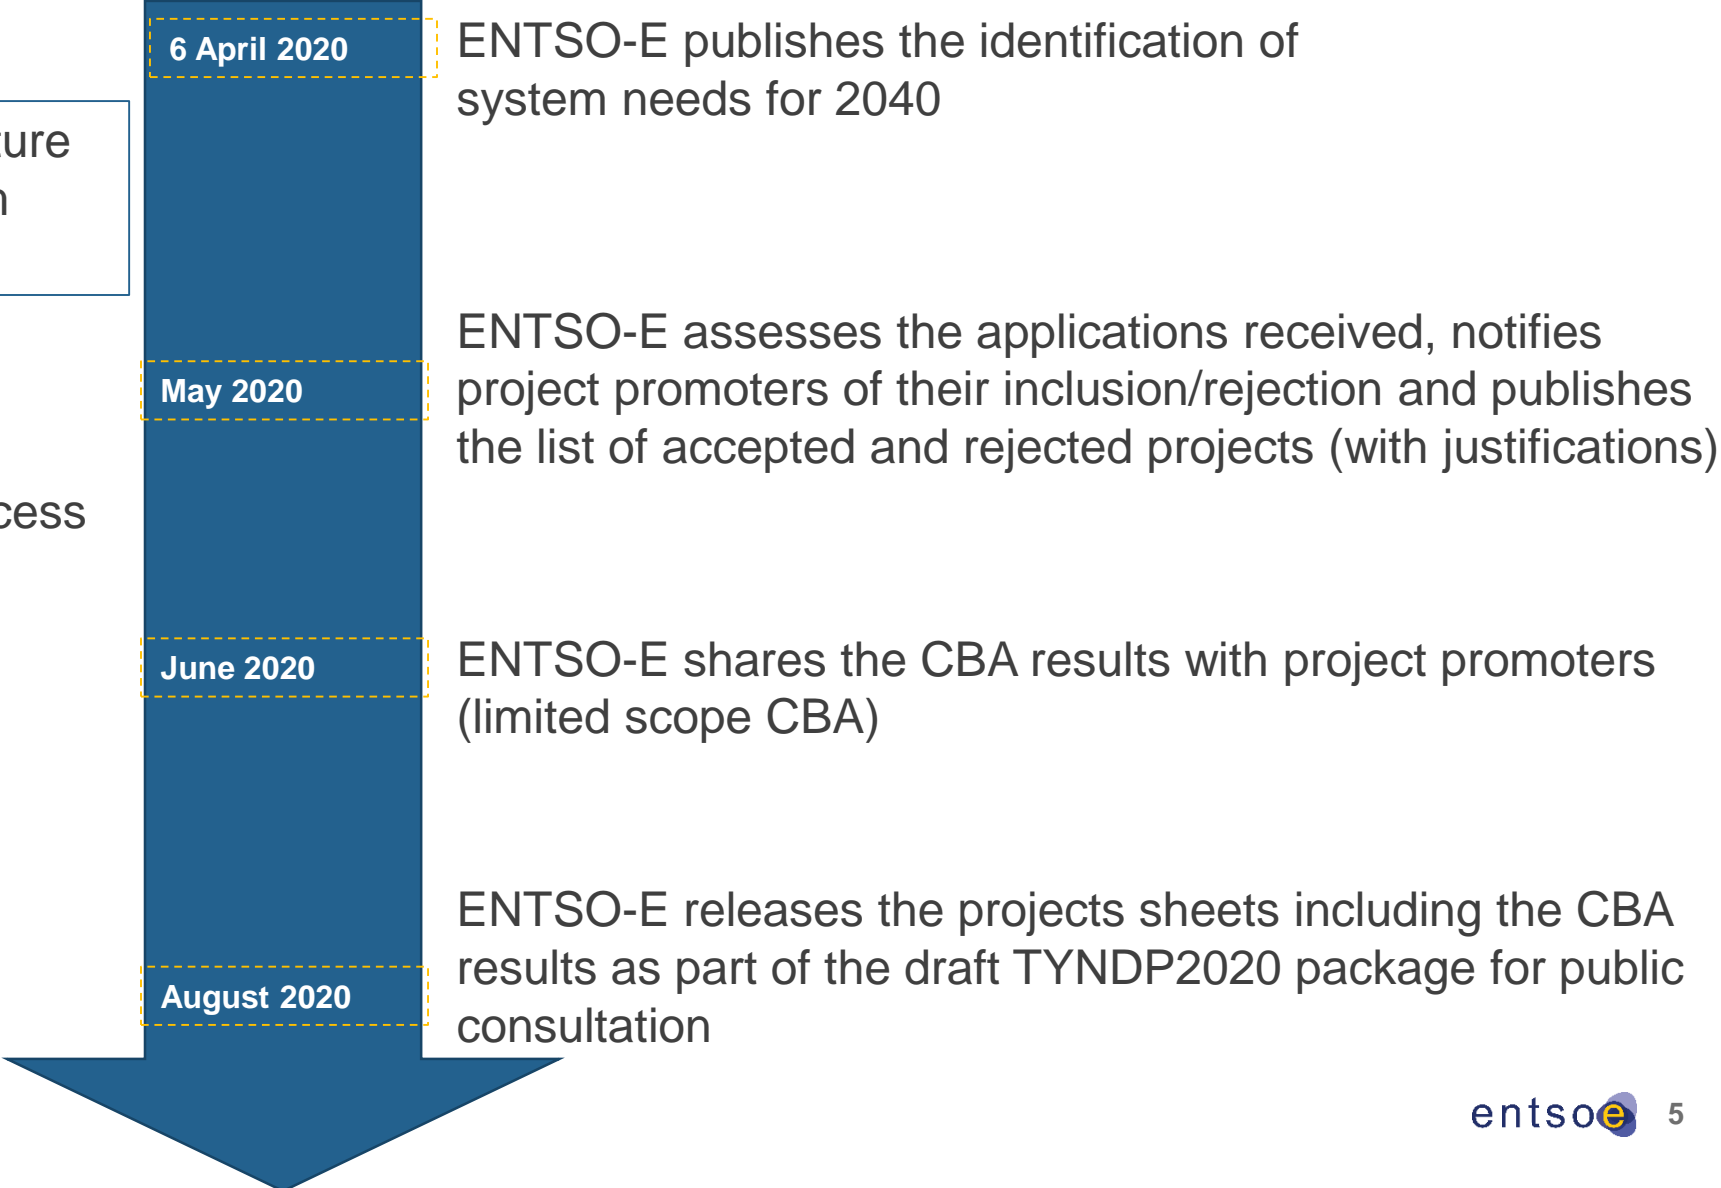 6 April 2020
ENTSO-E publishes the identification of
system needs for 2040
May 2020
ENTSO-E assesses the applications received, notifies
project promoters of their inclusion/rejection and publishes
the list of accepted and rejected projects (with justifications)
June 2020
ENTSO-E shares the CBA results with project promoters
(limited scope CBA)
August 2020
ENTSO-E releases the projects sheets including the CBA
results as part of the draft TYNDP2020 package for public
consultation
entsoe 5